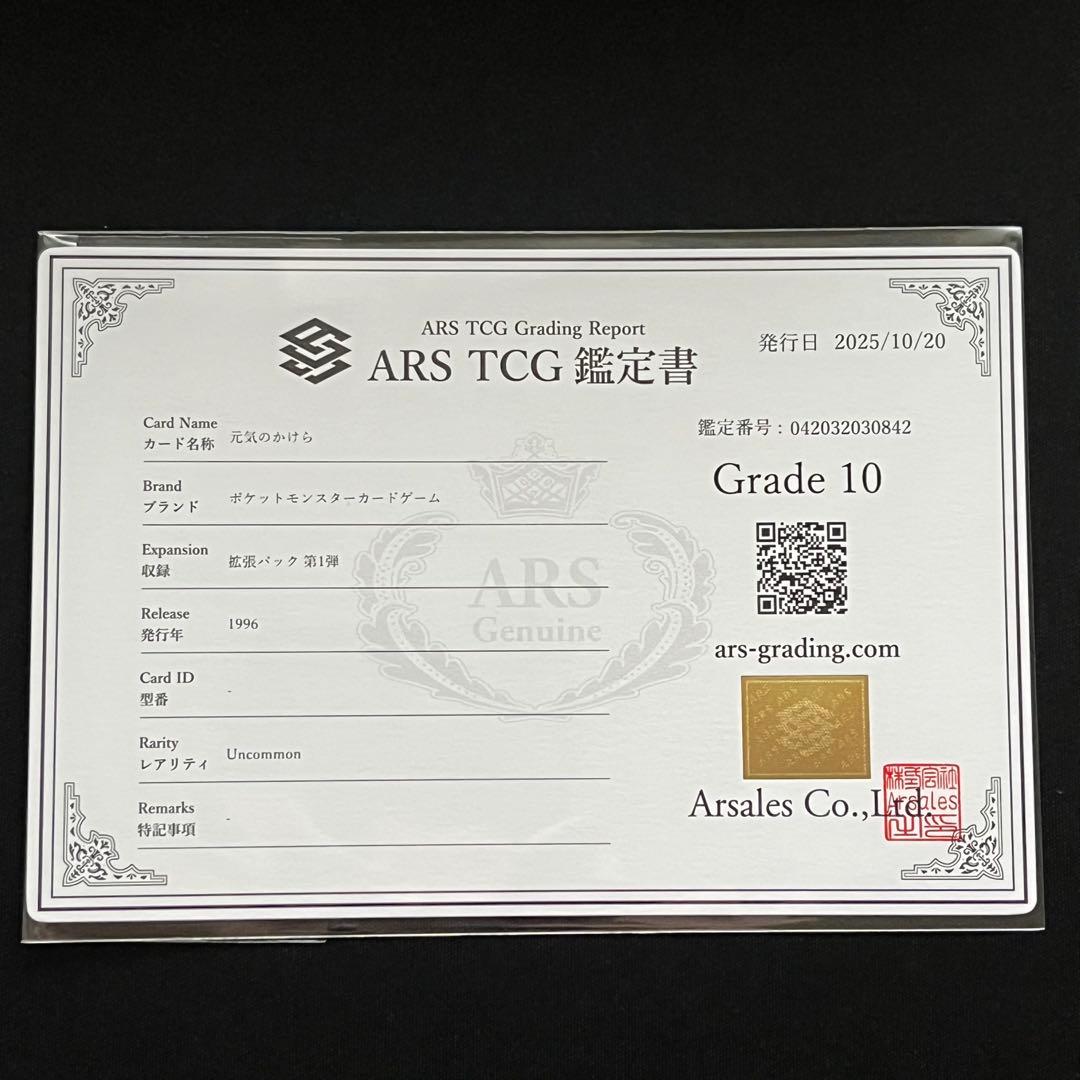 ARS TCG Grading Report
ARS TCG 鑑定書
発行日 2025/10/20
Card Name
カード名称
元気のかけら
Brand
ブランド
ポケットモンスターカードゲーム
Expansion
収録
拡張パック 第1弾
Release
発行年
1996
Card ID
型番
-
Rarity
レアリティ
Uncommon
Remarks
特記事項
-
ARS
Genuine
鑑定番号 : 042032030842
Grade 10
ars-grading.com
Arsales Co.,Ltd.
株式会社
Arsales